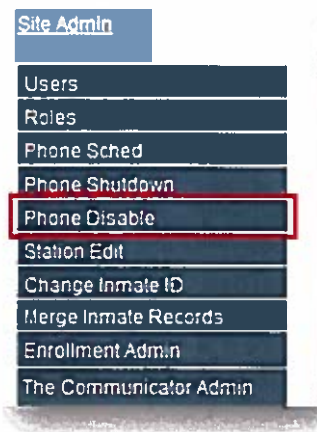 Site Admin
Users
Roles
Phone Sched
Phone Shutdown
Phone Disable
Station Edit
Change Inmate ID
Merge Inmate Records
Enrollment Admin
The Communicator Admin